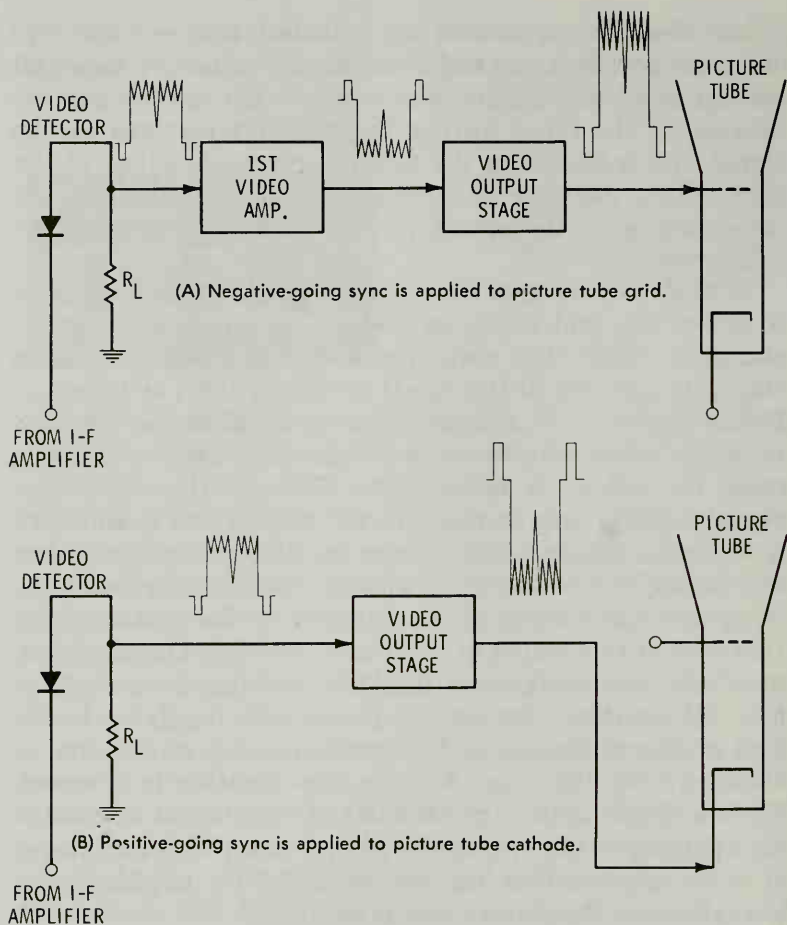 VIDEO
DETECTOR
1ST
VIDEO
AMP.
VIDEO
OUTPUT
STAGE
PICTURE
TUBE
RL
(A) Negative-going sync is applied to picture tube grid.
FROM I-F
AMPLIFIER
VIDEO
DETECTOR
VIDEO
OUTPUT
STAGE
PICTURE
TUBE
RL
(B) Positive-going sync is applied to picture tube cathode.
FROM I-F
AMPLIFIER